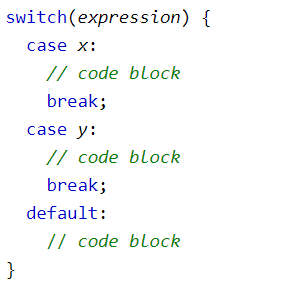 switch(expression) {
  case x:
    // code block
    break;
  case y:
    // code block
    break;
  default:
    // code block
}